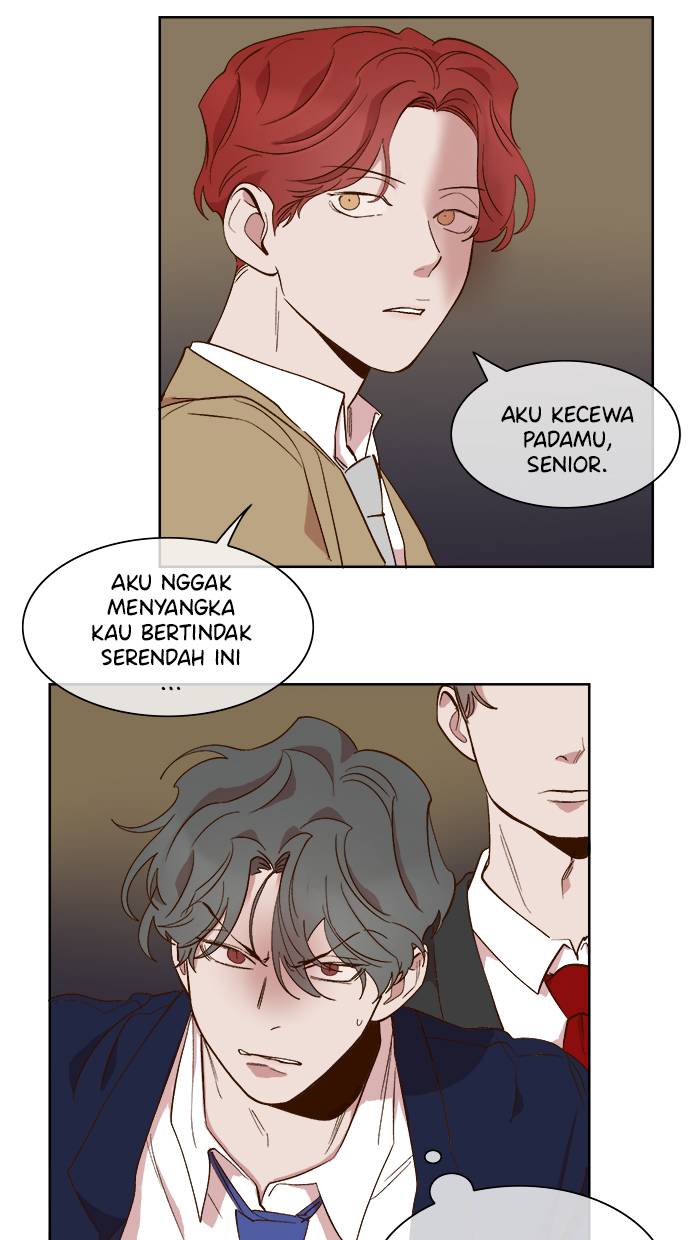 AKU KECEWA
PADAMU,
SENIOR.
AKU NGGAK
MENYANGKA
KAU BERTINDAK
SERENDAH INI
...